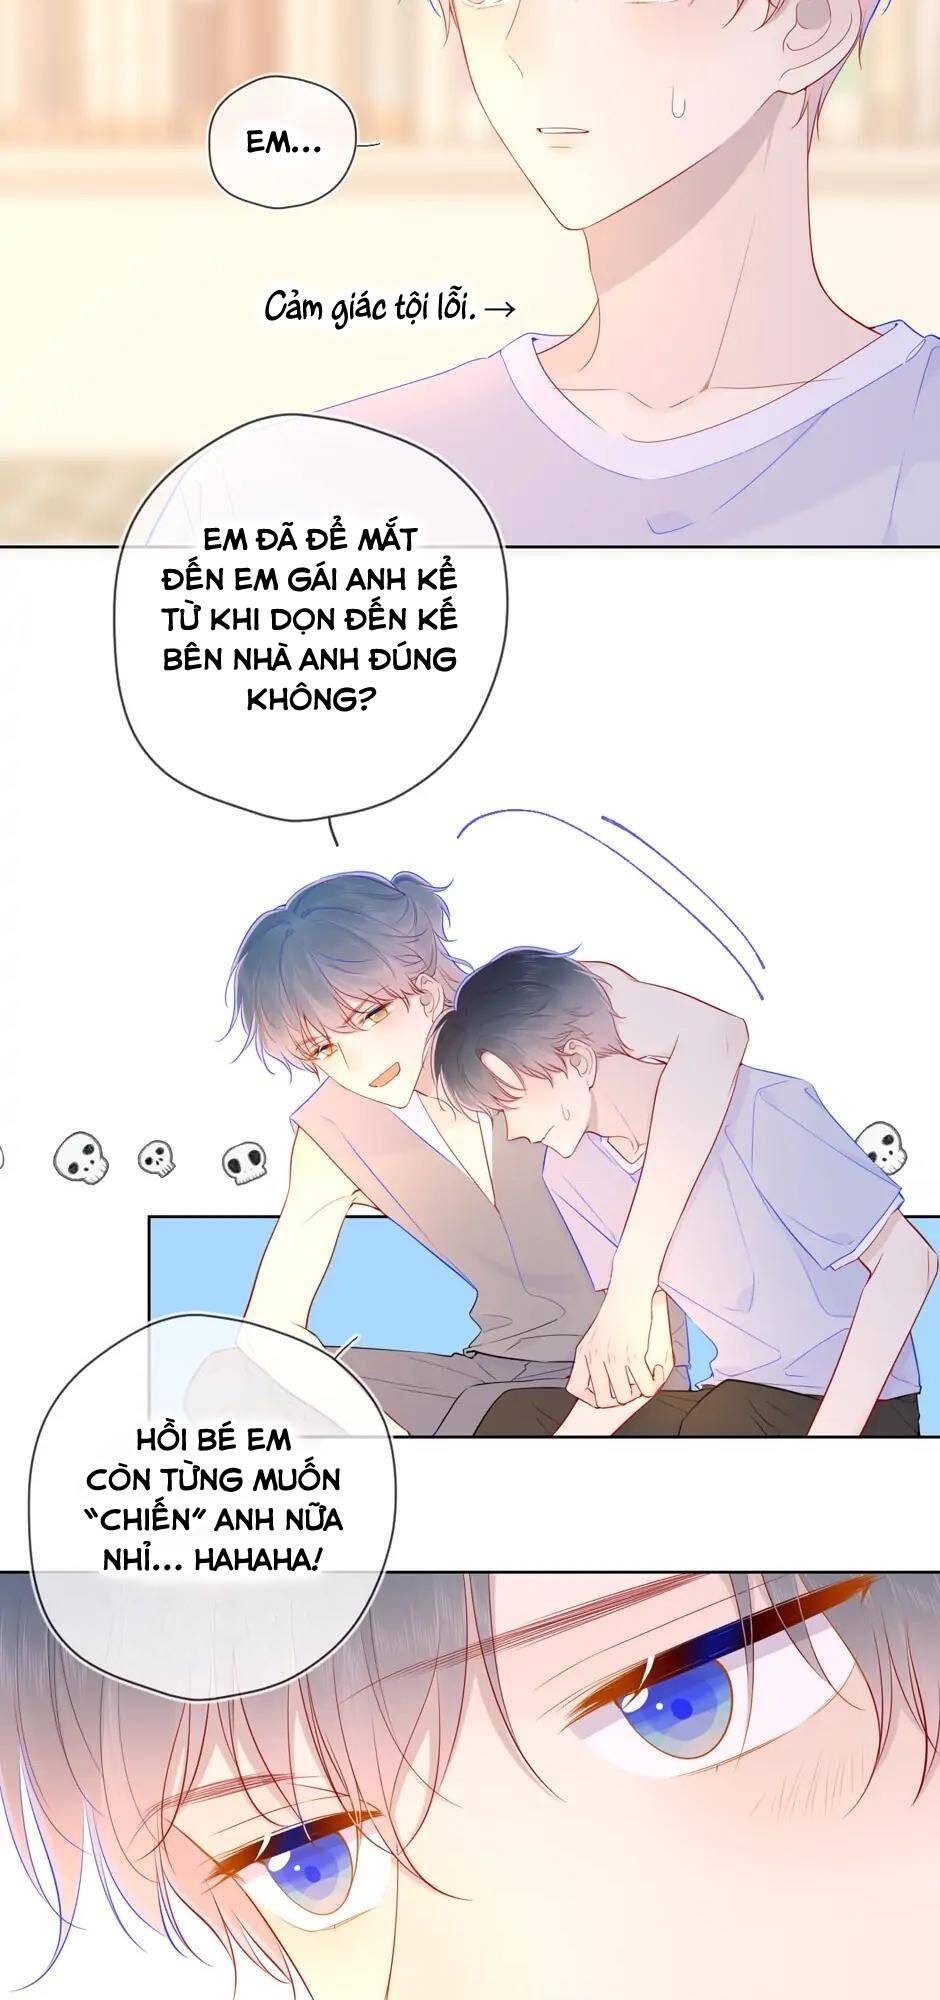 EM...
Cảm giác tội lỗi. →
EM ĐÃ ĐỂ MẮT
ĐẾN EM GÁI ANH KỂ
TỪ KHI DỌN ĐẾN KẾ
BÊN NHÀ ANH ĐÚNG
KHÔNG?
HỒI BÉ EM
CÒN TỪNG MUỐN
“CHIẾN” ANH NỮA
NHỈ... HAHAHA!